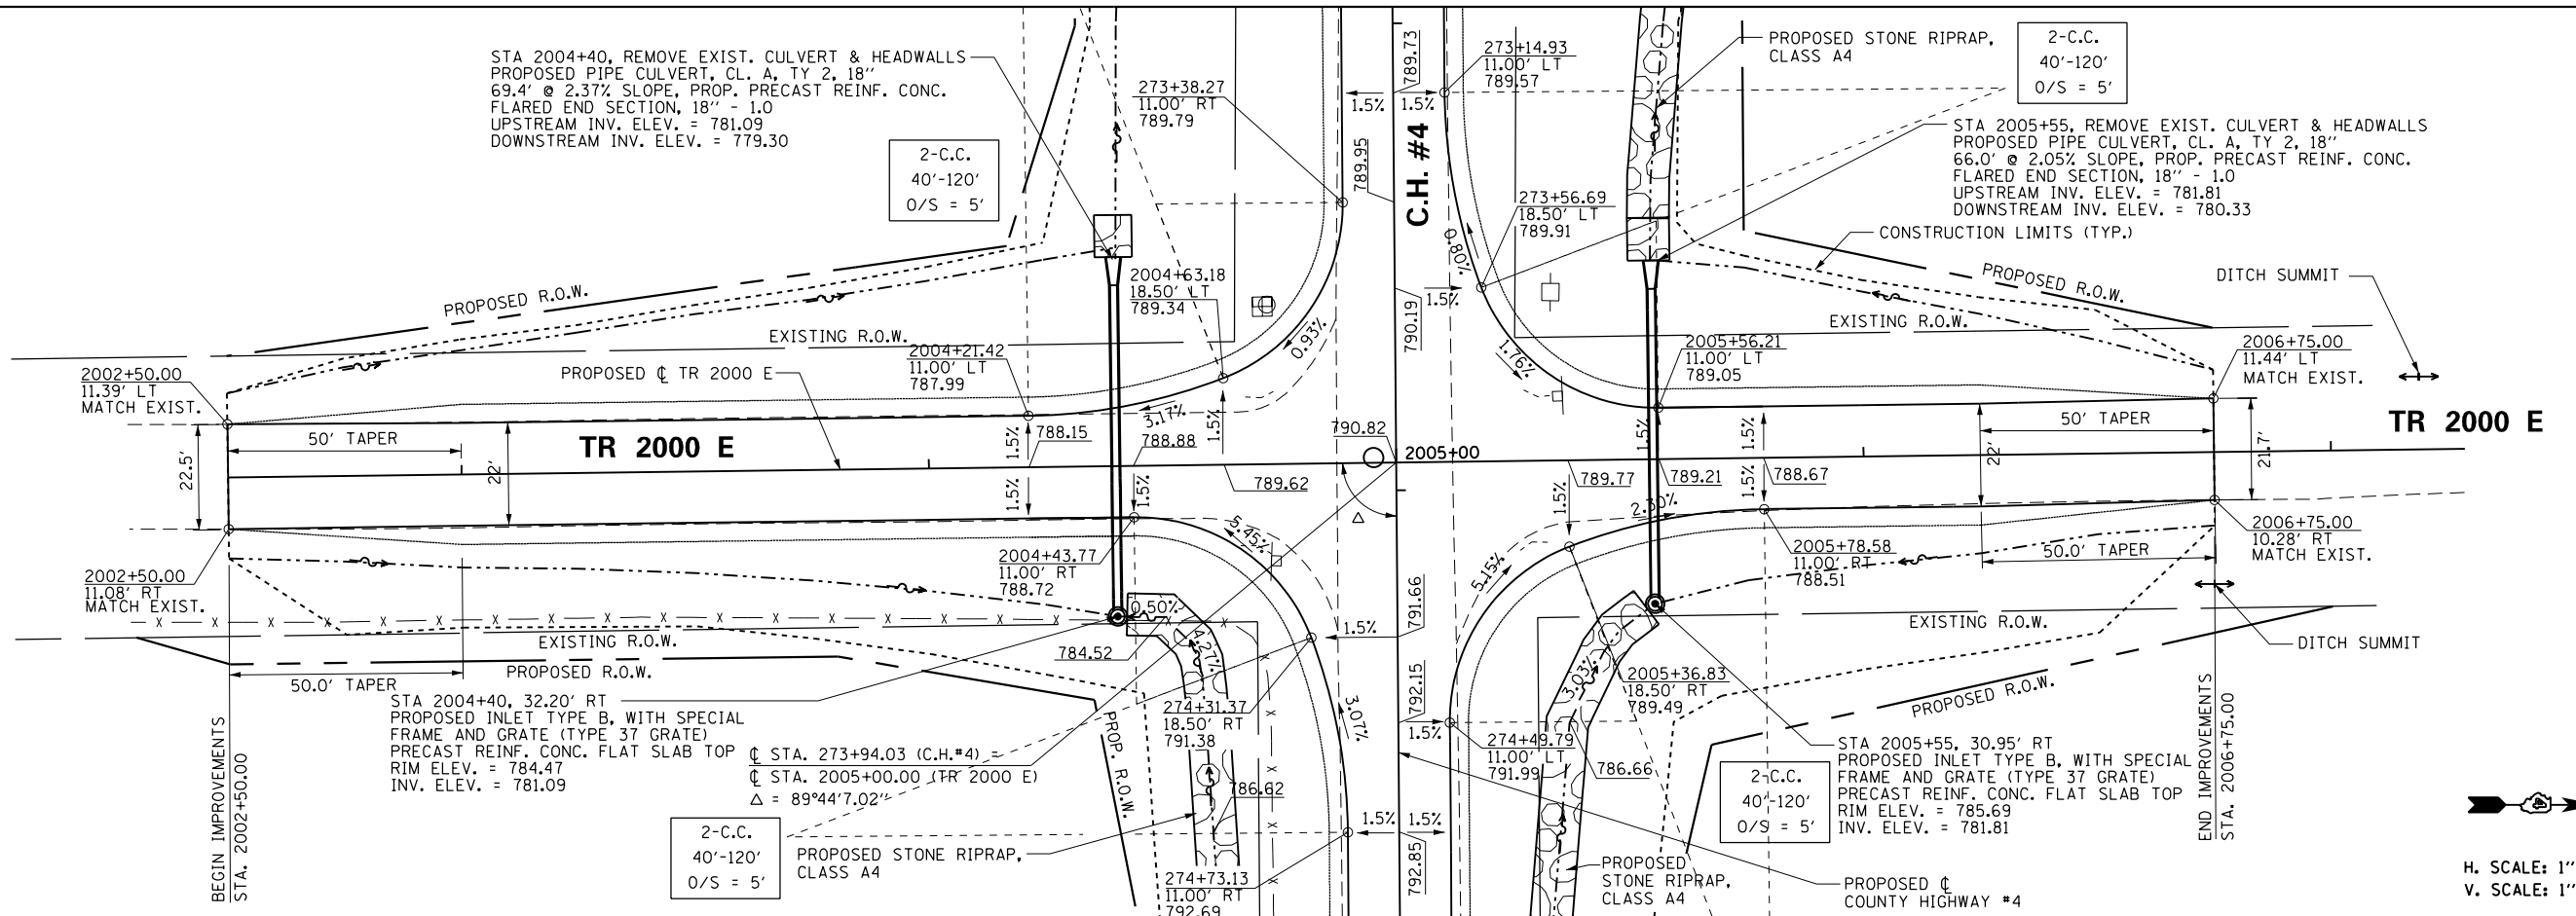 STA 2004+40, REMOVE EXIST. CULVERT & HEADWALLS
PROPOSED PIPE CULVERT, CL. A, TY 2, 18''
69.4' @ 2.37% SLOPE, PROP. PRECAST REINF. CONC.
FLARED END SECTION, 18'' - 1.0
UPSTREAM INV. ELEV. = 781.09
DOWNSTREAM INV. ELEV. = 779.30
2-C.C.
40'-120'
O/S = 5'
273+38.27
11.00' RT
789.79
789.73
1.5%
1.5%
789.95
C.H. #4
273+14.93
11.00' LT
789.57
PROPOSED STONE RIPRAP,
CLASS A4
2-C.C.
40'-120'
O/S = 5'
STA 2005+55, REMOVE EXIST. CULVERT & HEADWALLS
PROPOSED PIPE CULVERT, CL. A, TY 2, 18''
66.0' @ 2.05% SLOPE, PROP. PRECAST REINF. CONC.
FLARED END SECTION, 18'' - 1.0
UPSTREAM INV. ELEV. = 781.81
DOWNSTREAM INV. ELEV. = 780.33
273+56.69
18.50' LT
789.91
0.80%
CONSTRUCTION LIMITS (TYP.)
PROPOSED R.O.W.
DITCH SUMMIT
PROPOSED R.O.W.
2004+63.18
18.50' LT
789.34
0.93%
1.5%
790.19
1.76%
EXISTING R.O.W.
EXISTING R.O.W.
2004+21.42
11.00' LT
787.99
2005+56.21
11.00' LT
789.05
2006+75.00
11.44' LT
MATCH EXIST.
2002+50.00
11.39' LT
MATCH EXIST.
PROPOSED ℄ TR 2000 E
3.17%
50' TAPER
TR 2000 E
22.5'
22'
1.5%
788.15
788.88
1.5%
790.82
2005+00
1.5%
1.5%
50' TAPER
22'
21.7'
TR 2000 E
1.5%
1.5%
789.62
△
1.5%
789.77
789.21
788.67
1.5%
2.30%
5.45%
5.15%
2004+43.77
11.00' RT
788.72
2005+78.58
11.00' RT
788.51
2006+75.00
10.28' RT
MATCH EXIST.
50.0' TAPER
2002+50.00
11.08' RT
MATCH EXIST.
0.50%
4.27%
784.52
1.5%
791.66
EXISTING R.O.W.
EXISTING R.O.W.
DITCH SUMMIT
PROPOSED R.O.W.
50.0' TAPER
PROPOSED R.O.W.
STA 2004+40, 32.20' RT
PROPOSED INLET TYPE B, WITH SPECIAL
FRAME AND GRATE (TYPE 37 GRATE)
PRECAST REINF. CONC. FLAT SLAB TOP
RIM ELEV. = 784.47
INV. ELEV. = 781.09
℄ STA. 273+94.03 (C.H.#4) =
℄ STA. 2005+00.00 (TR 2000 E)
△ = 89°44'7.02''
PROP. R.O.W.
274+31.37
18.50' RT
791.38
3.07%
792.15
1.5%
274+49.79
11.00' LT
791.99
3.03%
2005+36.83
18.50' RT
789.49
786.66
786.62
STA 2005+55, 30.95' RT
PROPOSED INLET TYPE B, WITH SPECIAL
FRAME AND GRATE (TYPE 37 GRATE)
PRECAST REINF. CONC. FLAT SLAB TOP
RIM ELEV. = 785.69
INV. ELEV. = 781.81
2-C.C.
40'-120'
O/S = 5'
BEGIN IMPROVEMENTS
STA. 2002+50.00
END IMPROVEMENTS
STA. 2006+75.00
2-C.C.
40'-120'
O/S = 5'
PROPOSED STONE RIPRAP,
CLASS A4
274+73.13
11.00' RT
792.69
1.5%
1.5%
792.85
PROPOSED
STONE RIPRAP,
CLASS A4
PROPOSED ℄
COUNTY HIGHWAY #4
H. SCALE: 1''
V. SCALE: 1''